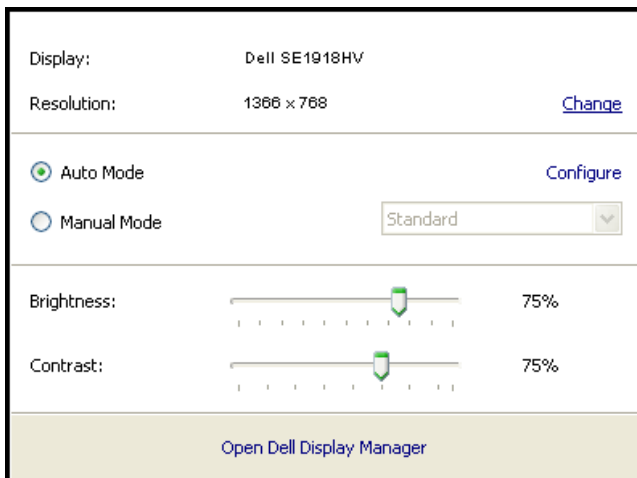 Display: Dell SE1918HV
Resolution: 1366 x 768 Change
Auto Mode Configure
Manual Mode Standard
Brightness: 75%
Contrast: 75%
Open Dell Display Manager